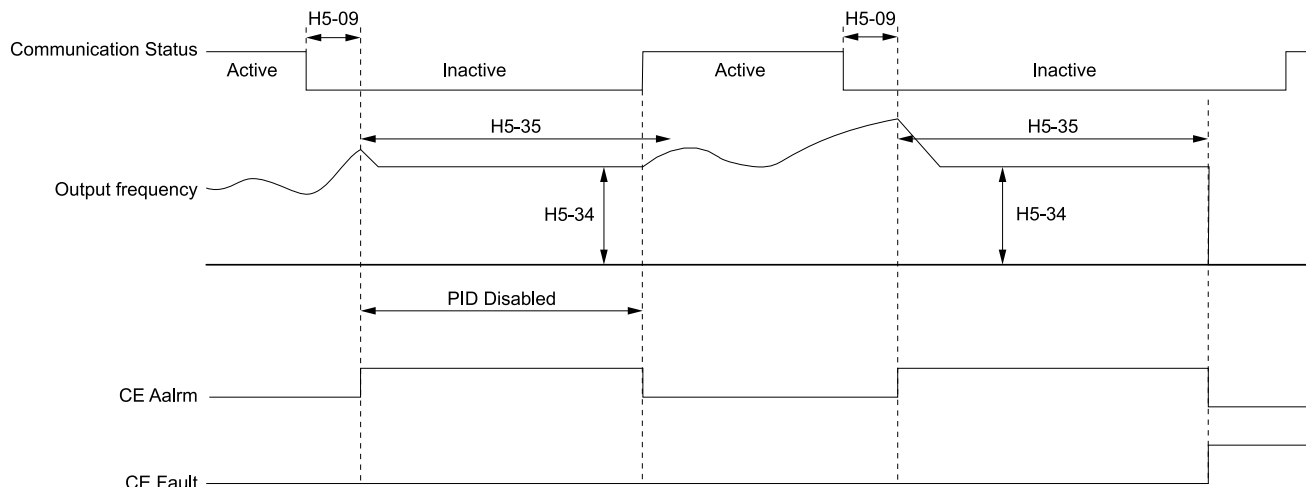 H5-09
H5-09
Communication Status
Active
Inactive
Active
Inactive
H5-35
H5-35
Output frequency
H5-34
H5-34
PID Disabled
CE Aalrm
CE Fault